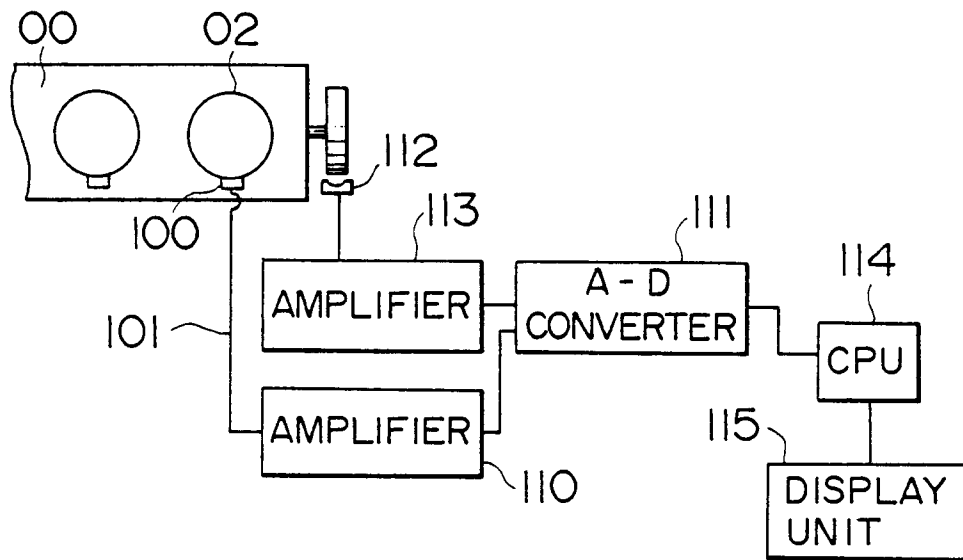 00
02
112
100
113
111
114
A-D
CONVERTER
AMPLIFIER
101
CPU
AMPLIFIER
115
110
DISPLAY
UNIT